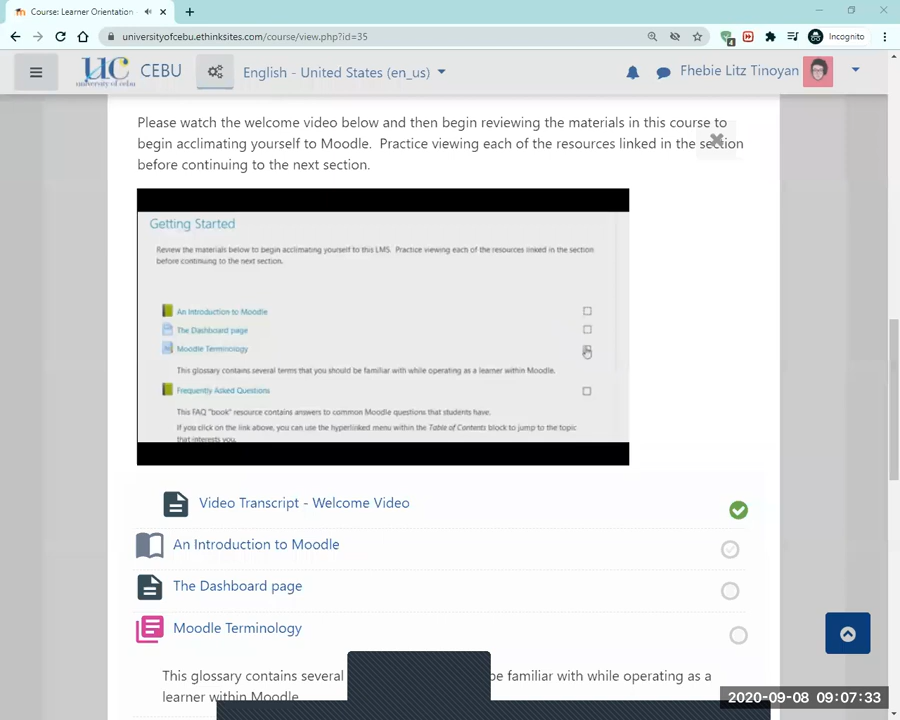 Course: Learner Orientation
universityofcebu.ethinksites.com/course/view.php?id=35
4
Incognito
UC
university of cebu
CEBU
English - United States (en_us)
Fhebie Litz Tinoyan
Please watch the welcome video below and then begin reviewing the materials in this course to
begin acclimating yourself to Moodle. Practice viewing each of the resources linked in the section
before continuing to the next section.
Getting Started
Review the materials below to begin acclimating yourself to this LMS. Practice viewing each of the resources linked in the section
before continuing to the next section.
An Introduction to Moodle
The Dashboard page
Moodle Terminology
This glossary contains several terms that you should be familiar with while operating as a learner within Moodle.
Frequently Asked Questions
This FAQ "book" resource contains answers to common Moodle questions that students have.
If you click on the link above, you can use the hyperlinked menu within the Table of Contents block to jump to the topic
that interests you.
Video Transcript - Welcome Video
An Introduction to Moodle
The Dashboard page
Moodle Terminology
This glossary contains several be familiar with while operating as a
learner within Moodle.
2020-09-08 09:07:33